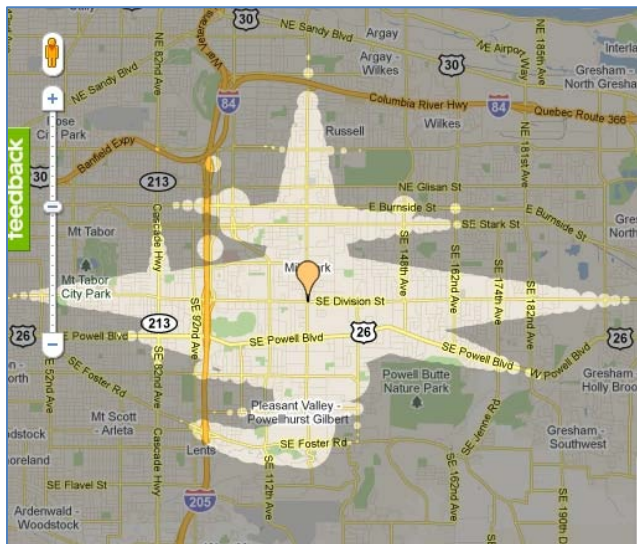 30
NE Sandy Blvd
Argay
NE Airport Way
NE 185th Ave
Argay -
Wilkes
30
Gresham -
North Gresha
NE Sandy Blvd
NE 82nd Ave
84
Columbia River Hwy
84
Quebec Route 366
Russell
Wilkes
City Park
Banfield Expy
30
213
NE Glisan St
NE 181st Ave
E Burnside St
SE Stark St
E Burnside St
feedback
Mt Tabor
Cascade Hwy
SE 148th Ave
SE 162nd Ave
SE 174th Ave
SE 182nd Ave
Mt-Tabor
City Park
SE Division St
213
SE 92nd Ave
26
26
26
E Powell Blvd
SE Powell Blvd
SE Powell Blvd
W Powell Blvd
SE 52nd Ave
SE Foster Rd
SE 82nd Ave
Powell Butte
Nature Park
Gresham -
Holly Broo
Mt Scott -
Arleta
Pleasant Valley -
Powellhurst Gilbert
SE Jenne Rd
Gresham -
Southwest
SE Foster Rd
Lents
Cascade Hwy
SE Flavel St
SE 112th Ave
SE 162nd Ave
SE 190th D
205
Ardenwald -
Woodstock